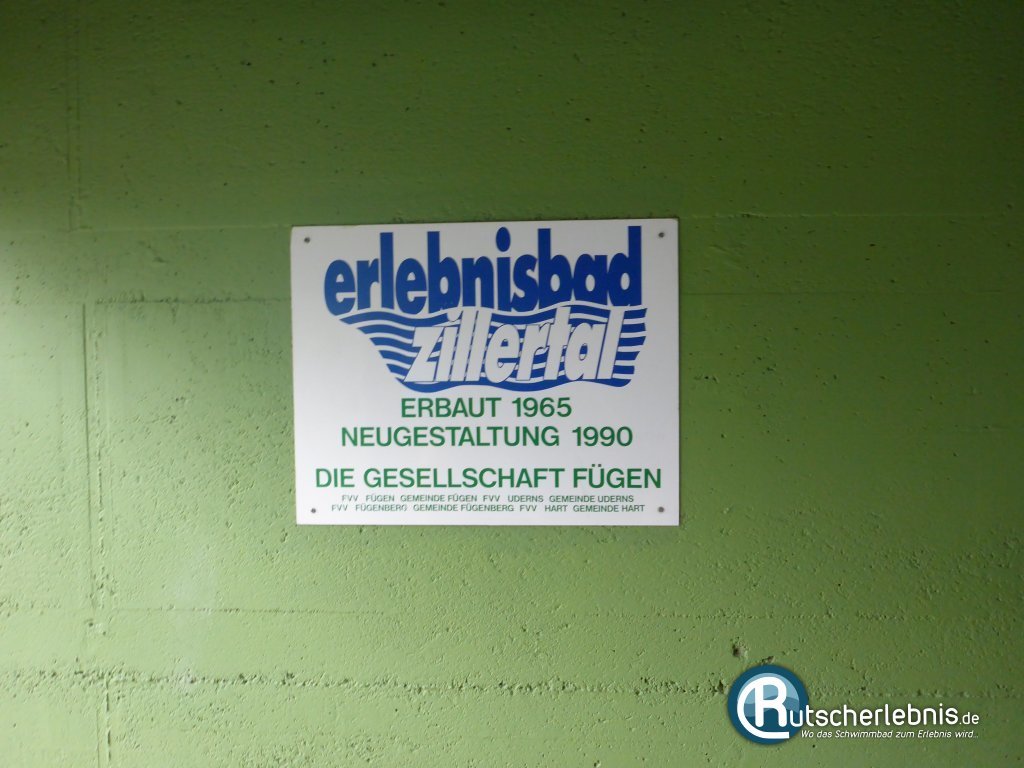 erlebnisbad
zillertal
ERBAUT 1965
NEUGESTALTUNG 1990
DIE GESELLSCHAFT FÜGEN
FVV FÜGEN GEMEINDE FÜGEN FVV UDERNS GEMEINDE UDERNS
FVV FÜGENBERG GEMEINDE FÜGENBERG FVV HART GEMEINDE HART
Rutscherlebnis.de
Wo das Schwimmbad zum Erlebnis wird..